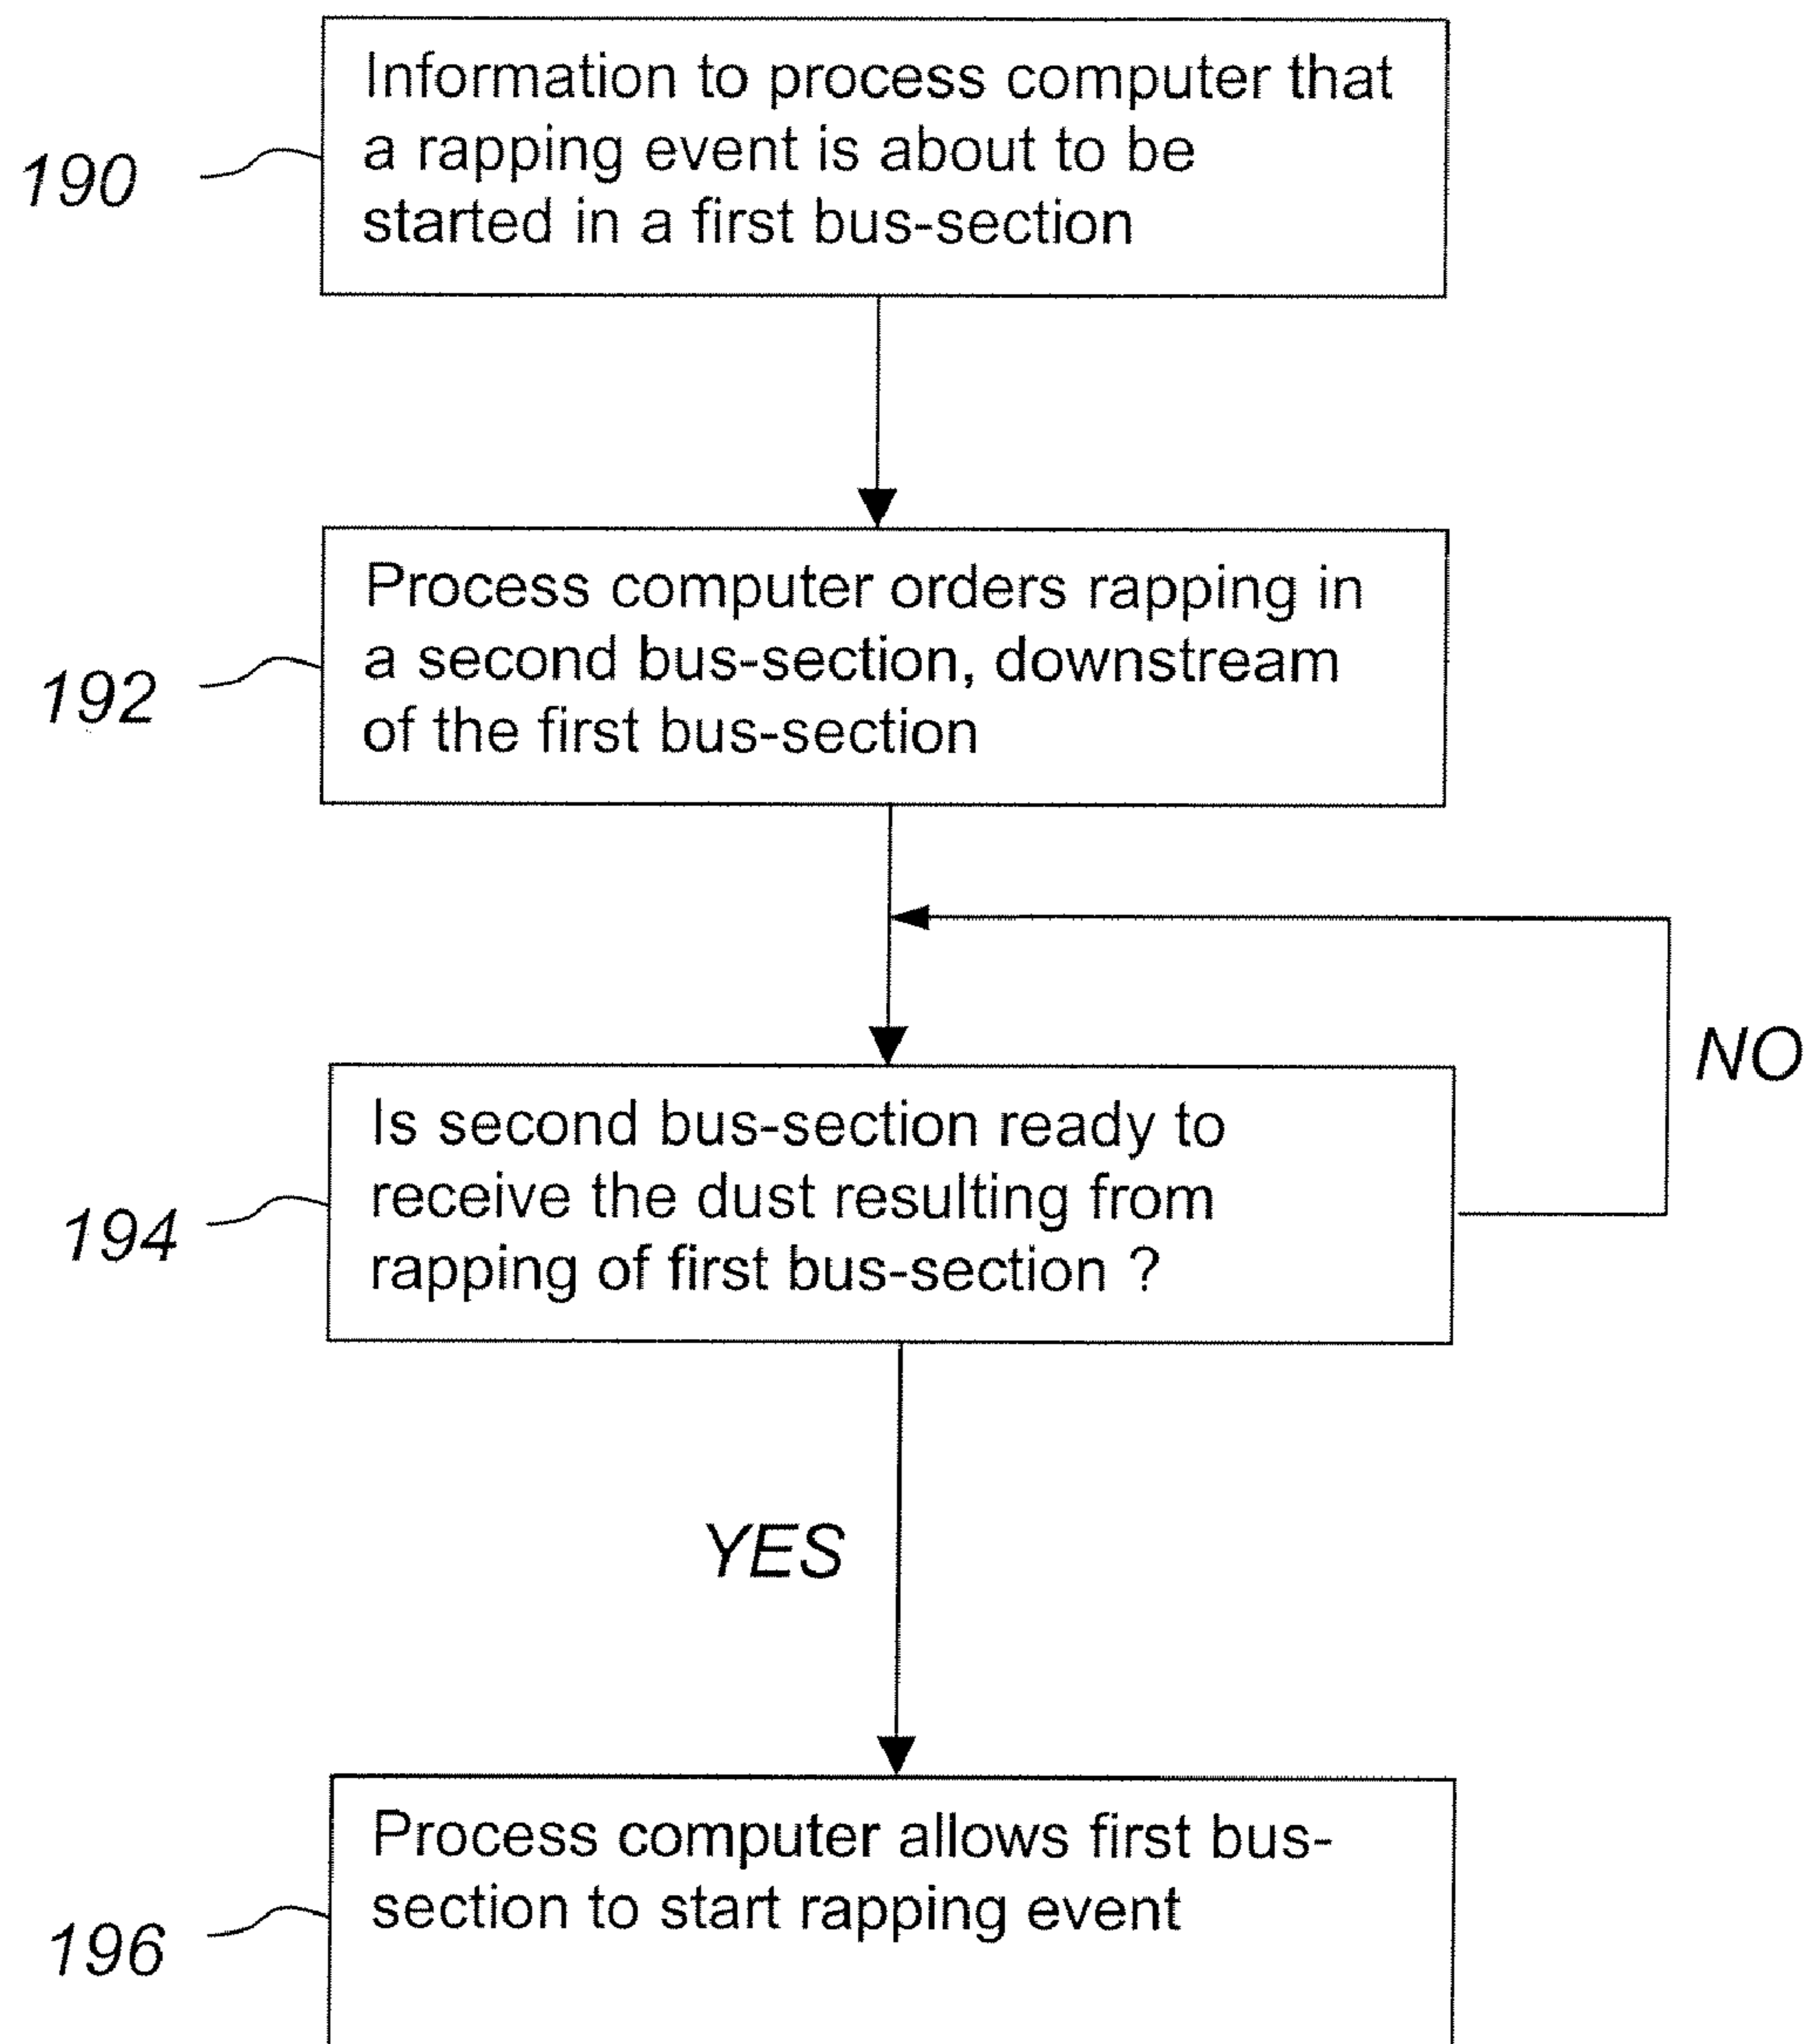 Information to process computer that
a rapping event is about to be
started in a first bus-section
190
Process computer orders rapping in
a second bus-section, downstream
of the first bus-section
192
NO
Is second bus-section ready to
receive the dust resulting from
rapping of first bus-section ?
194
YES
Process computer allows first bus-
section to start rapping event
196